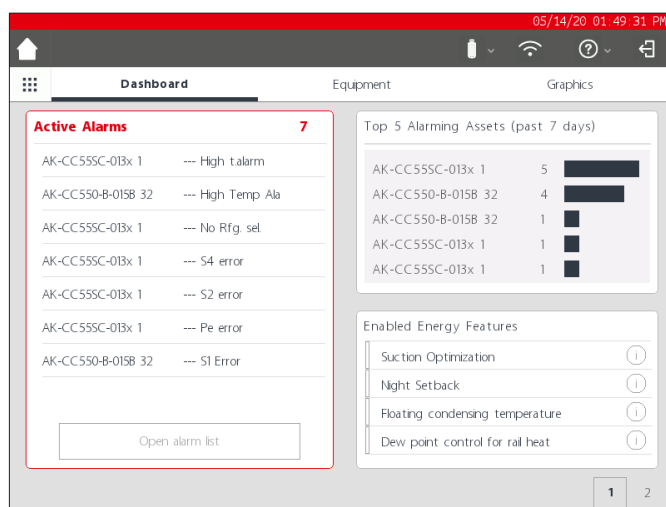 05/14/20 01:49:31 PM
Dashboard Equipment Graphics
Active Alarms 7
AK-CC55SC-013x 1 --- High t.alarm
AK-CC550-B-015B 32 --- High Temp Ala
AK-CC55SC-013x 1 --- No Rfg. sel.
AK-CC55SC-013x 1 --- S4 error
AK-CC55SC-013x 1 --- S2 error
AK-CC55SC-013x 1 --- Pe error
AK-CC550-B-015B 32 --- S1 Error
Open alarm list
Top 5 Alarming Assets (past 7 days)
AK-CC55SC-013x 1 5
AK-CC550-B-015B 32 4
AK-CC550-B-015B 32 1
AK-CC55SC-013x 1 1
AK-CC55SC-013x 1 1
Enabled Energy Features
Suction Optimization
Night Setback
Floating condensing temperature
Dew point control for rail heat
1 2